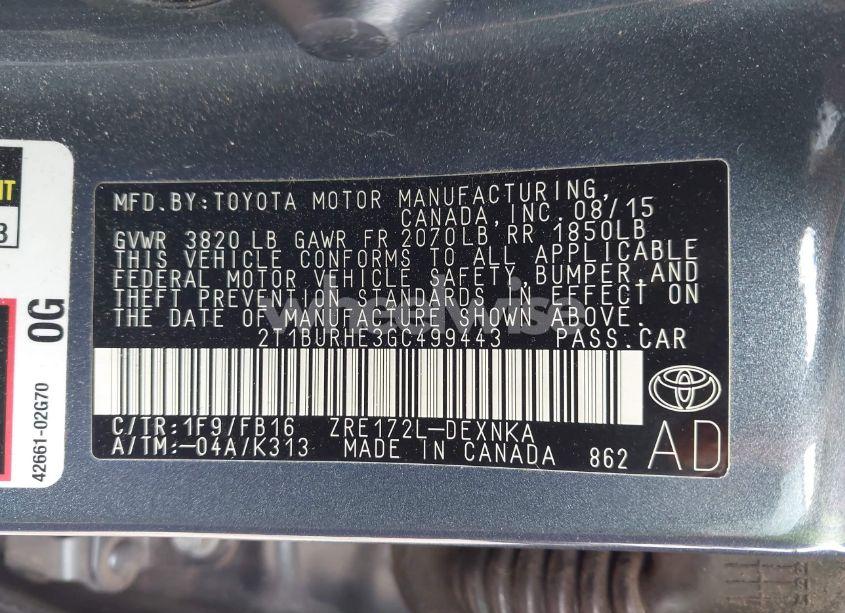 MFD. BY: TOYOTA MOTOR MANUFACTURING,
CANADA, INC. 08/15
GVWR 3820 LB GAWR FR 2070LB, RR 1850LB
THIS VEHICLE CONFORMS TO ALL APPLICABLE
FEDERAL MOTOR VEHICLE SAFETY, BUMPER, AND
THEFT PREVENTION STANDARDS IN EFFECT ON
THE DATE OF MANUFACTURE SHOWN ABOVE.
wheelwise
2T1BURHE3GC499443 PASS. CAR
C/TR: 1F9/FB16 ZRE172L-DEXNKA
A/TM: -04A/K313 MADE IN CANADA 862
AD
0G
42661-02G70